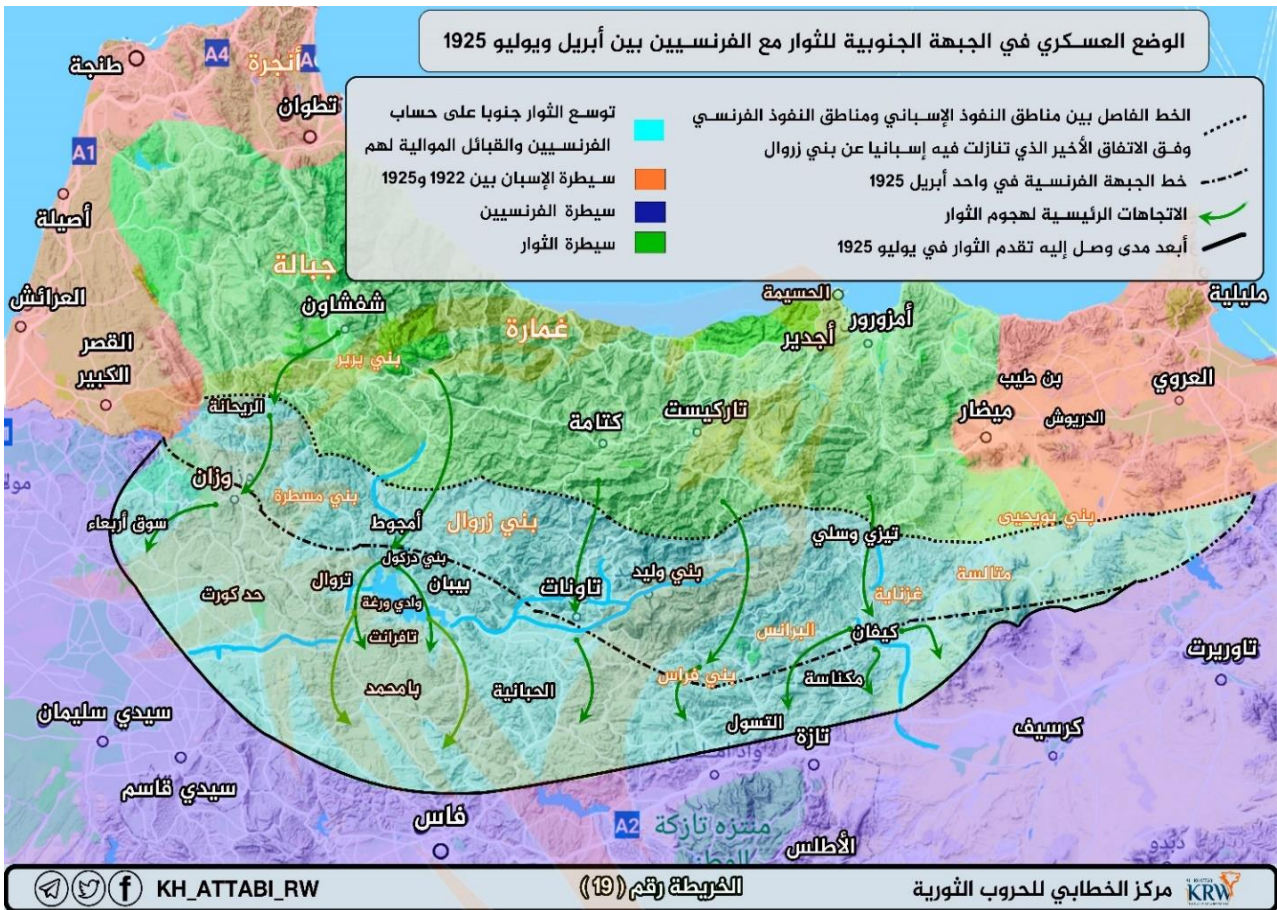 الوضع العسكري في الجبهة الجنوبية للثوار مع الفرنسيين بين أبريل ويوليو 1925
الخط الفاصل بين مناطق النفوذ الإسباني ومناطق النفوذ الفرنسي
وفق الاتفاق الأخير الذي تنازلت فيه إسبانيا عن بني زروال
خط الجبهة الفرنسية في واحد أبريل 1925
الاتجاهات الرئيسية لهجوم الثوار
أبعد مدى وصل إليه تقدم الثوار في يوليو 1925
توسع الثوار جنوبا على حساب
الفرنسيين والقبائل الموالية لهم
سيطرة الإسبان بين 1922 و1925
سيطرة الفرنسيين
سيطرة الثوار
طنجة
A4
أنجرة
تطوان
A1
أصيلة
جبالة
العرائش
شفشاون
غمارة
الحسيمة
أجدير
أمزورور
مليلية
القصر
الكبير
بني بزير
الريحانة
كتامة
تاركيست
بن طيب
ميضار
الدريوش
العروي
وزان
بني مسطرة
سوق أربعاء
أمجوط
بني زروال
تيزي وسلي
بني بويحيى
بني دركول
تروال
بيبان
تاونات
بني وليد
متالسة
غزناية
حد كورت
وادي ورغة
تافرانت
البرانس
كيفان
تاوريرت
بامحمد
الحيانية
بني فراس
مكناسة
التسول
تازة
كرسيف
سيدي سليمان
سيدي قاسم
فاس
A2
منتزه تازكة
الأطلس
دبدو
KH_ATTABI_RW
الخريطة رقم (19)
مركز الخطابي للحروب الثورية
KRW